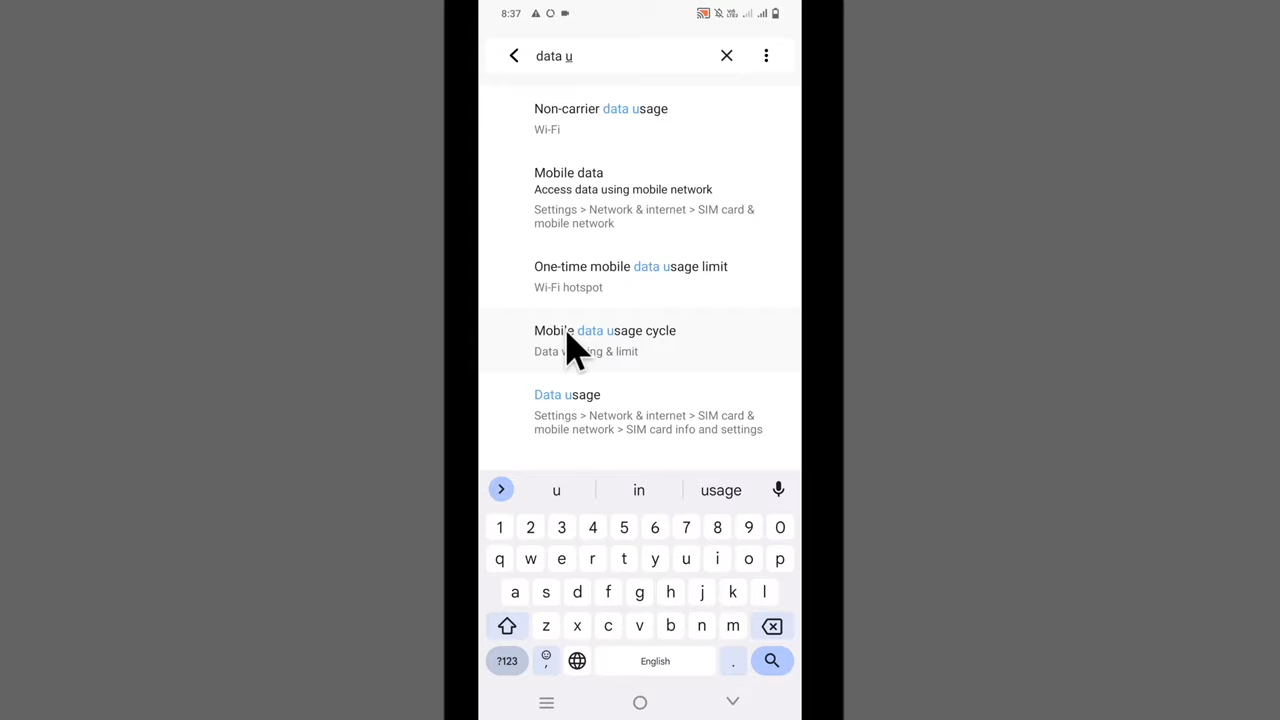 8:37
data u
Non-carrier data usage
Wi-Fi
Mobile data
Access data using mobile network
Settings > Network & internet > SIM card &
mobile network
One-time mobile data usage limit
Wi-Fi hotspot
Mobile data usage cycle
Data & limit
Data usage
Settings > Network & internet > SIM card &
mobile network > SIM card info and settings
u in usage
1 2 3 4 5 6 7 8 9 0
q w e r t y u i o p
a s d f g h j k l
z x c v b n m
?123 , English .